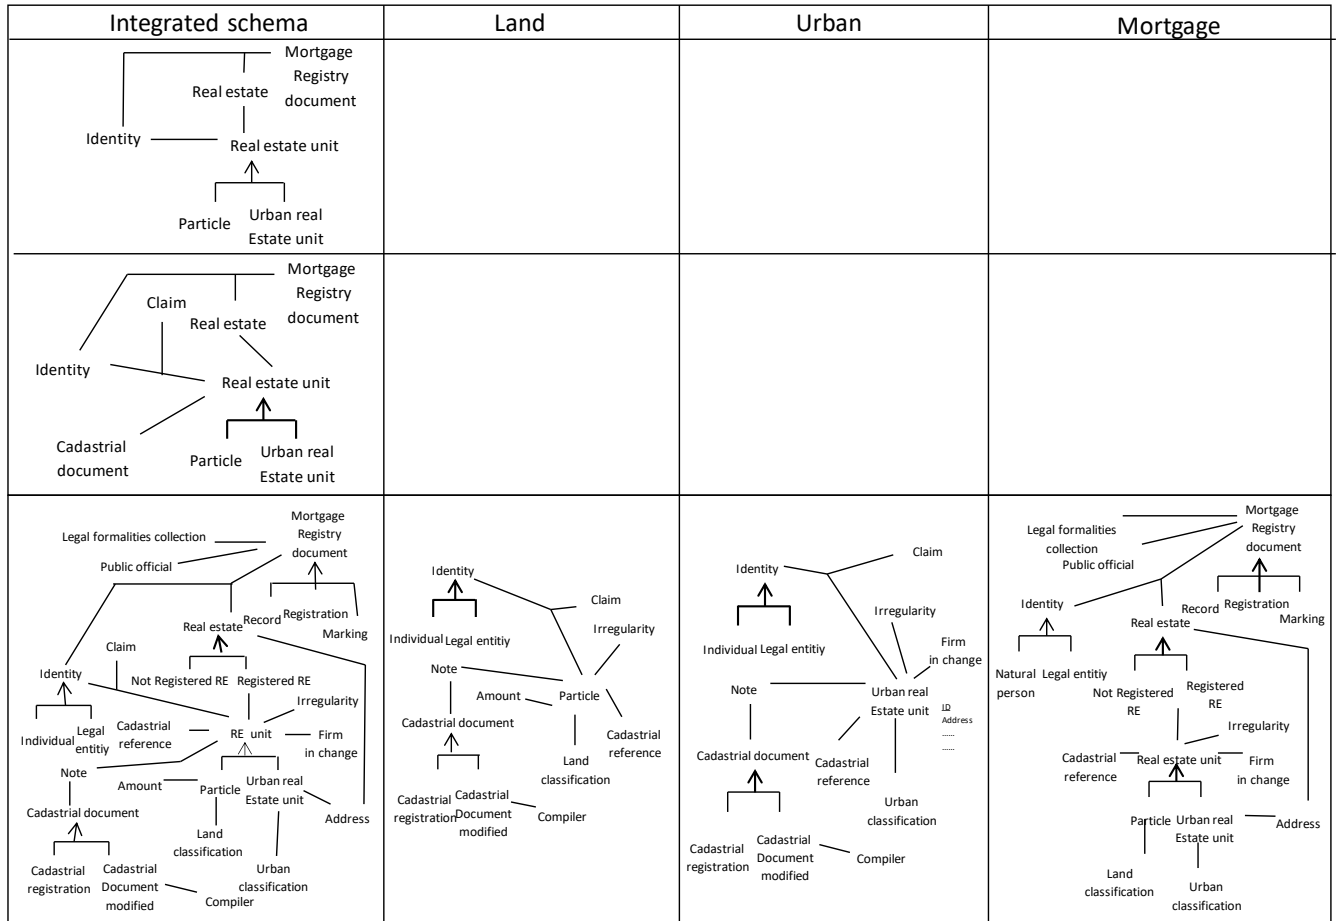 Integrated schema
Land
Urban
Mortgage
Mortgage
Registry
document
Real estate
Identity
Real estate unit
Particle
Urban real
Estate unit
Mortgage
Registry
document
Claim
Real estate
Identity
Real estate unit
Cadastrial
document
Particle
Urban real
Estate unit
Mortgage
Registry
document
Legal formalities collection
Public official
Record
Registration
Marking
Real estate
Claim
Identity
Not Registered RE
Registered RE
Irregularity
Individual
Legal
entitiy
Cadastrial
reference
RE unit
Firm
in change
Note
Amount
Particle
Urban real
Estate unit
Address
Cadastrial document
Land
classification
Cadastrial
registration
Cadastrial
Document
modified
Urban
classification
Compiler
Identity
Claim
Irregularity
Individual
Legal entitiy
Note
Amount
Particle
Cadastrial document
Cadastrial
reference
Land
classification
Cadastrial
registration
Cadastrial
Document
modified
Compiler
Claim
Identity
Irregularity
Firm
in change
Individual
Legal entitiy
Note
Urban real
Estate unit
ID
Address
......
......
Cadastrial document
Cadastrial
reference
Urban
classification
Cadastrial
registration
Cadastrial
Document
modified
Compiler
Mortgage
Registry
document
Legal formalities
collection
Public official
Identity
Record
Registration
Marking
Real estate
Natural
person
Legal entitiy
Not Registered
RE
Registered
RE
Irregularity
Cadastrial
reference
Real estate unit
Firm
in change
Particle
Urban real
Estate unit
Address
Land
classification
Urban
classification